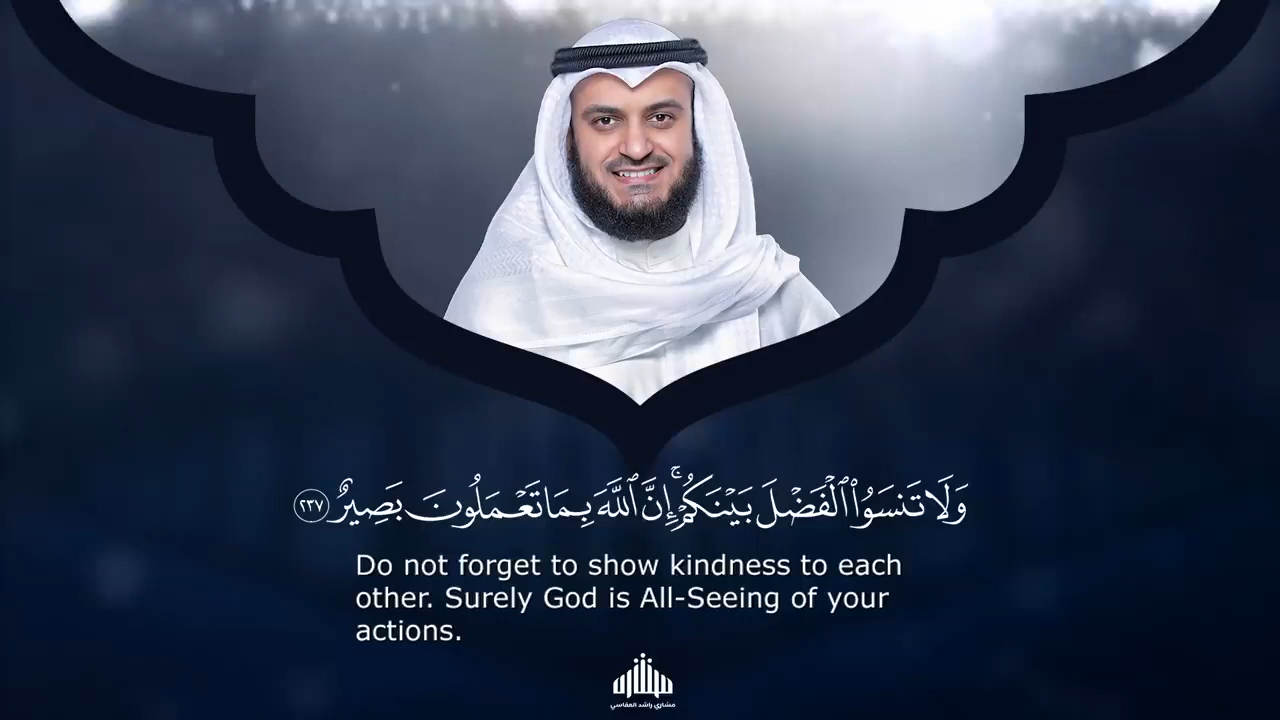 وَلَا تَنسَوُا۟ ٱلْفَضْلَ بَيْنَكُمْ ۚ إِنَّ ٱللَّهَ بِمَا تَعْمَلُونَ بَصِيرٌ ٢٣٧
Do not forget to show kindness to each
other. Surely God is All-Seeing of your
actions.
مشاري راشد العفاسي